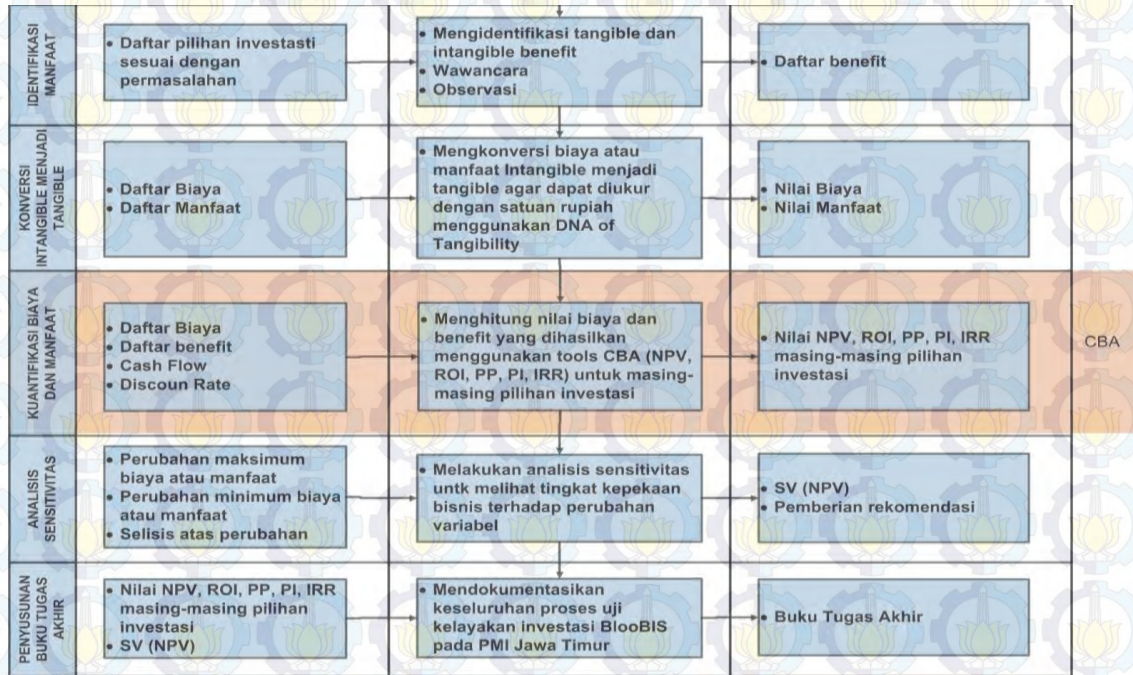 IDENTIFIKASI
MANFAAT
• Daftar pilihan investasti
sesuai dengan
permasalahan
• Mengidentifikasi tangible dan
intangible benefit
• Wawancara
• Observasi
• Daftar benefit
KONVERSI
INTANGIBLE MENJADI
TANGIBLE
• Daftar Biaya
• Daftar Manfaat
• Mengkonversi biaya atau
manfaat Intangible menjadi
tangible agar dapat diukur
dengan satuan rupiah
menggunakan DNA of
Tangibility
• Nilai Biaya
• Nilai Manfaat
KUANTIFIKASI BIAYA
DAN MANFAAT
• Daftar Biaya
• Daftar benefit
• Cash Flow
• Discoun Rate
• Menghitung nilai biaya dan
benefit yang dihasilkan
menggunakan tools CBA (NPV,
ROI, PP, PI, IRR) untuk masing-
masing pilihan investasi
• Nilai NPV, ROI, PP, PI, IRR
masing-masing pilihan
investasi
CBA
ANALISIS
SENSITIVITAS
• Perubahan maksimum
biaya atau manfaat
• Perubahan minimum biaya
atau manfaat
• Selisis atas perubahan
• Melakukan analisis sensitivitas
untk melihat tingkat kepekaan
bisnis terhadap perubahan
variabel
• SV (NPV)
• Pemberian rekomendasi
PENYUSUNAN
BUKU TUGAS
AKHIR
• Nilai NPV, ROI, PP, PI, IRR
masing-masing pilihan
investasi
• SV (NPV)
• Mendokumentasikan
keseluruhan proses uji
kelayakan investasi BlooBIS
pada PMI Jawa Timur
• Buku Tugas Akhir